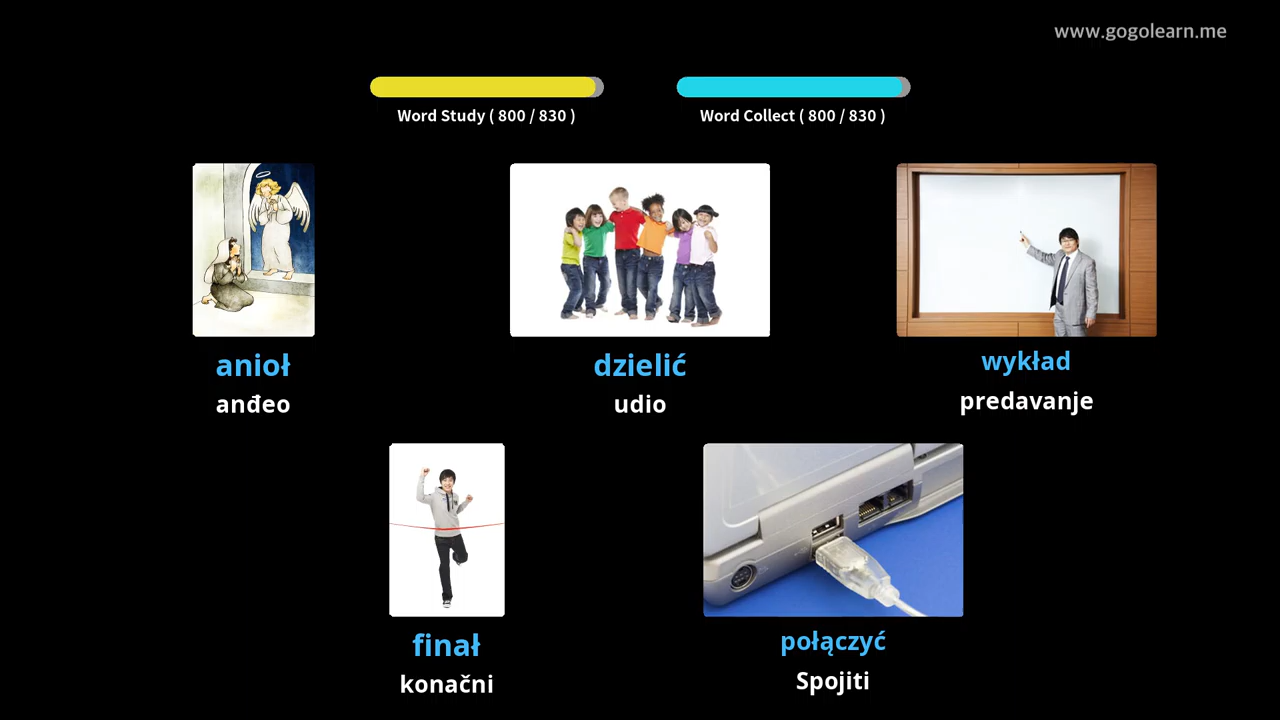 www.gogolearn.me
Word Study ( 800 / 830 )
Word Collect ( 800 / 830 )
anioł
anđeo
dzielić
udio
wykład
predavanje
finał
konačni
połączyć
Spojiti